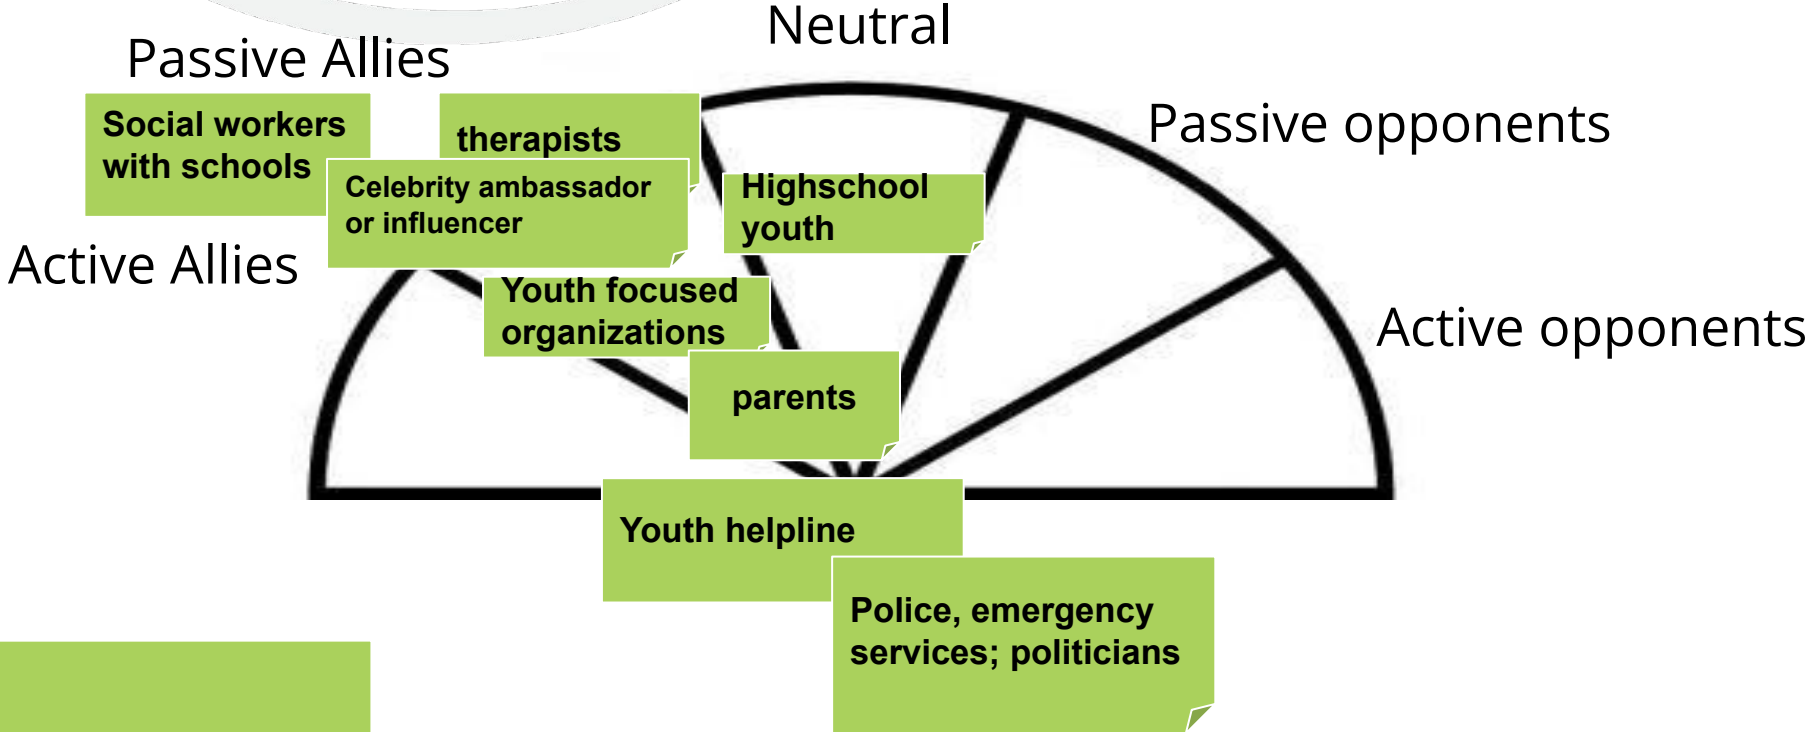 Neutral
Passive Allies
Social workers
with schools
therapists
Passive opponents
Celebrity ambassador
or influencer
Highschool
youth
Active Allies
Youth focused
organizations
Active opponents
parents
Youth helpline
Police, emergency
services; politicians